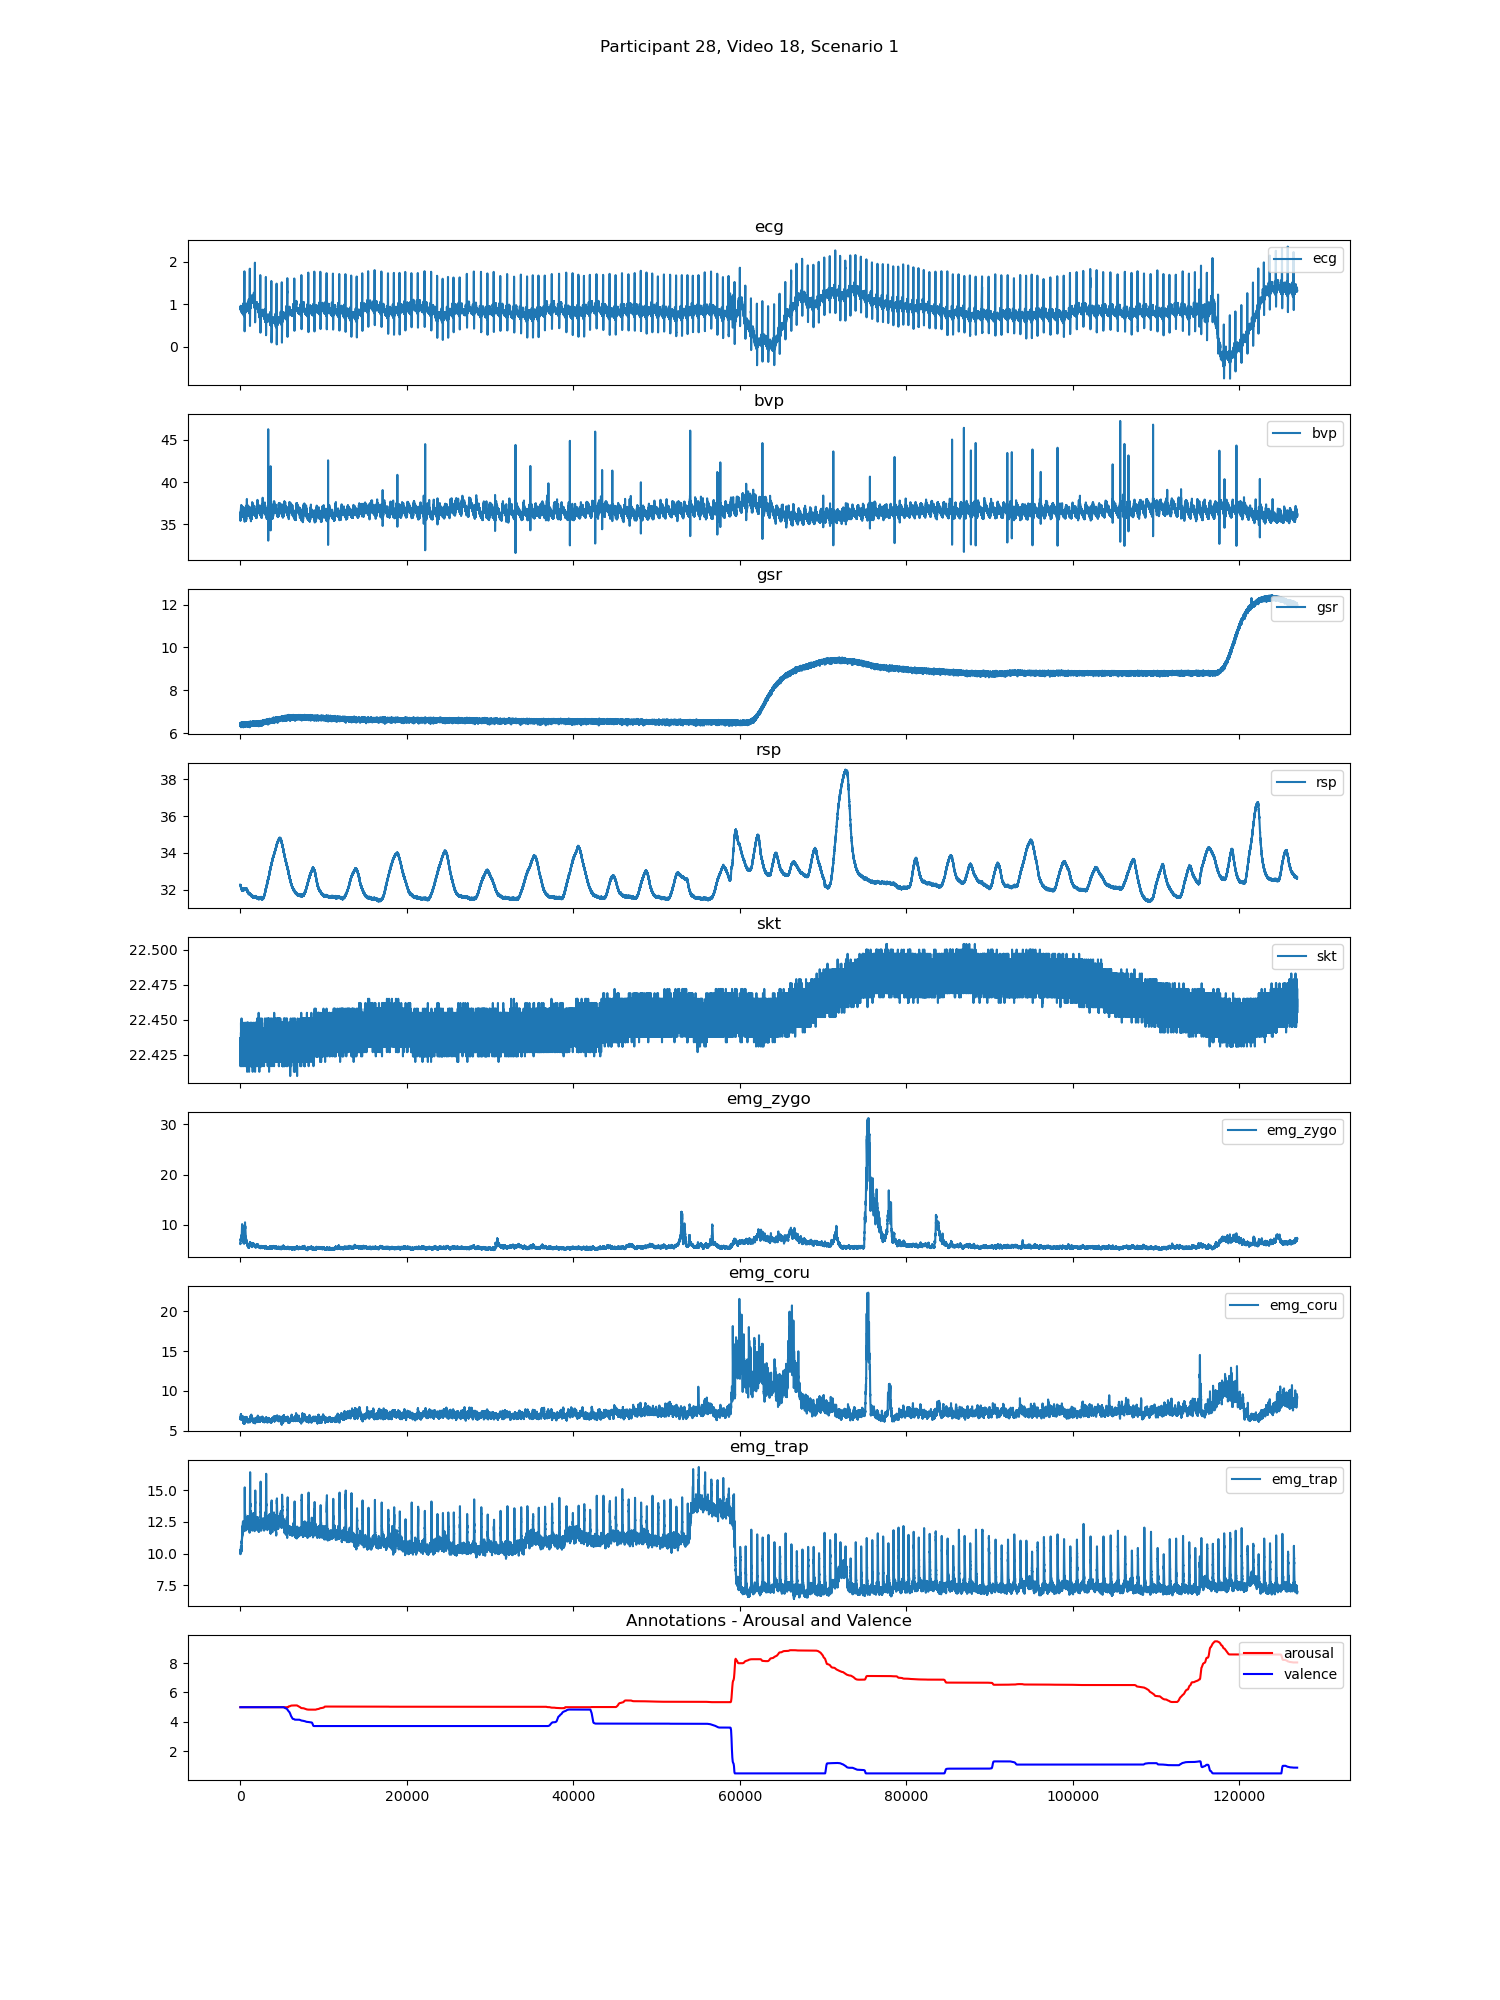 Participant 28, Video 18, Scenario 1
ecg
2
1
0
ecg
bvp
45
40
35
bvp
gsr
12
10
8
6
gsr
rsp
38
36
34
32
rsp
skt
22.500
22.475
22.450
22.425
skt
emg_zygo
30
20
10
emg_zygo
emg_coru
20
15
10
5
emg_coru
emg_trap
15.0
12.5
10.0
7.5
emg_trap
Annotations - Arousal and Valence
8
6
4
2
arousal
valence
0 20000 40000 60000 80000 100000 120000